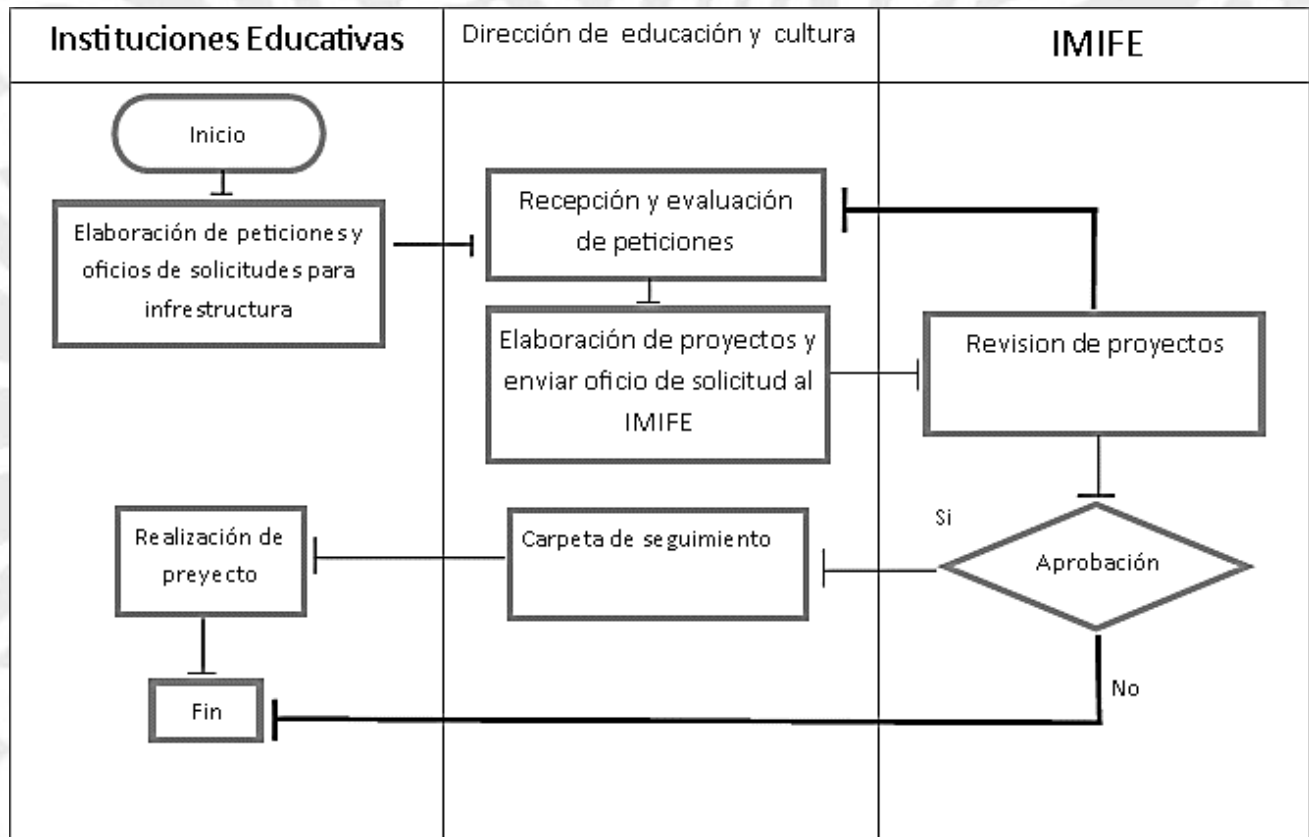 Instituciones Educativas
Dirección de educación y cultura
IMIFE
Inicio
Elaboración de peticiones y
oficios de solicitudes para
infrestructura
Recepción y evaluación
de peticiones
Elaboración de proyectos y
enviar oficio de solicitud al
IMIFE
Revision de proyectos
Si
Aprobación
Carpeta de seguimiento
Realización de
preyecto
No
Fin